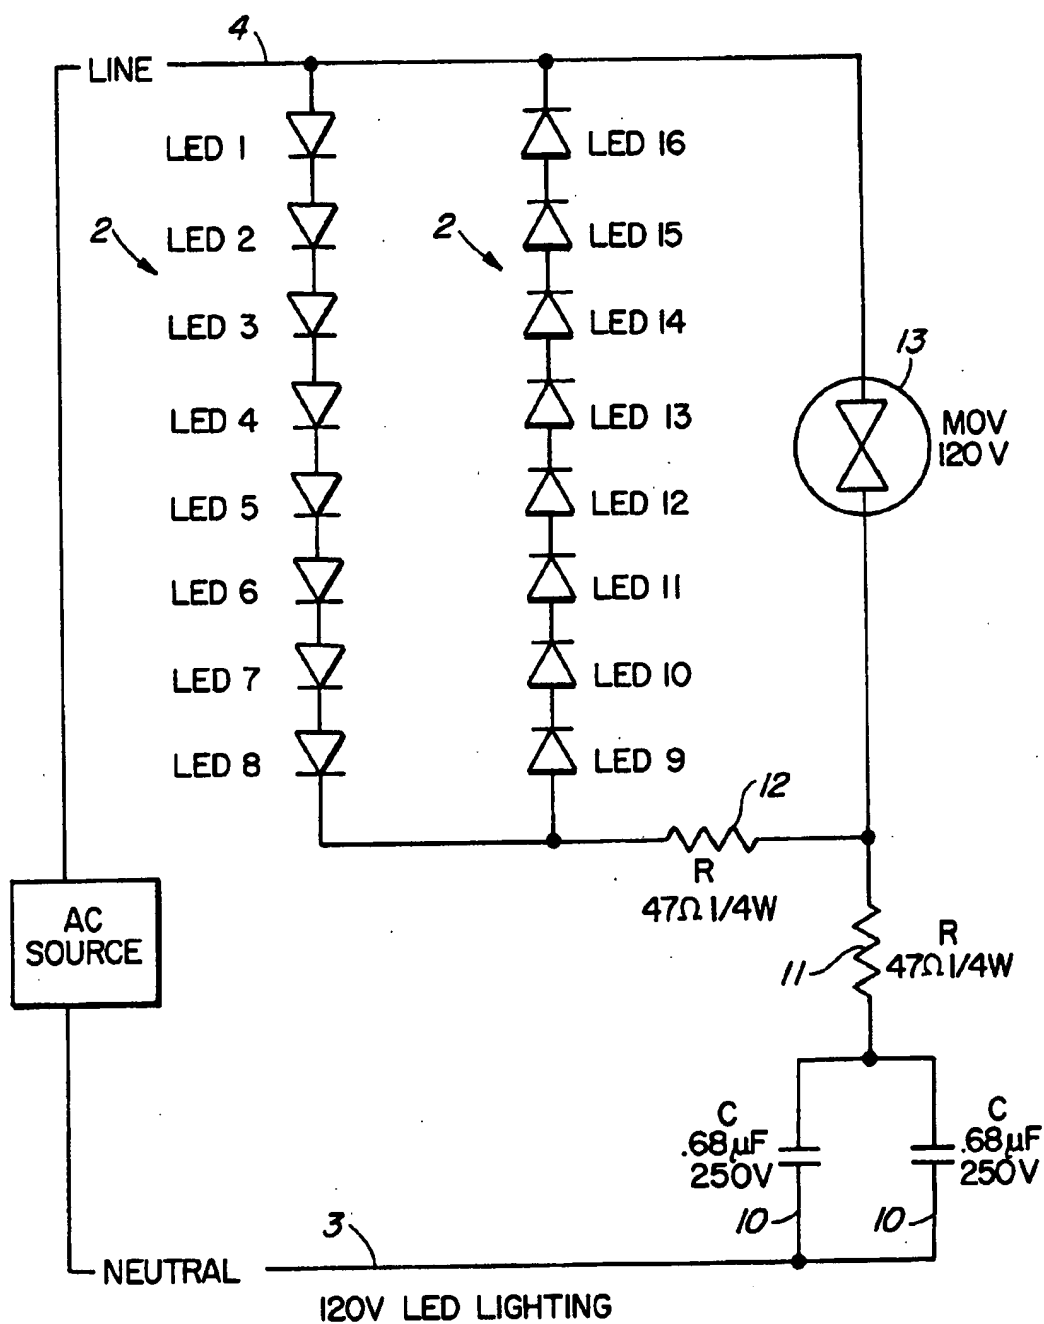 4
LINE
LED 1
LED 16
2
LED 2
2
LED 15
LED 3
LED 14
13
LED 4
LED 13
MOV
120 V
LED 5
LED 12
LED 6
LED 11
LED 7
LED 10
LED 8
LED 9
12
R
47Ω 1/4W
AC
SOURCE
11
R
47Ω 1/4W
C
.68μF
250V
C
.68μF
250V
10
10
3
NEUTRAL
120V LED LIGHTING